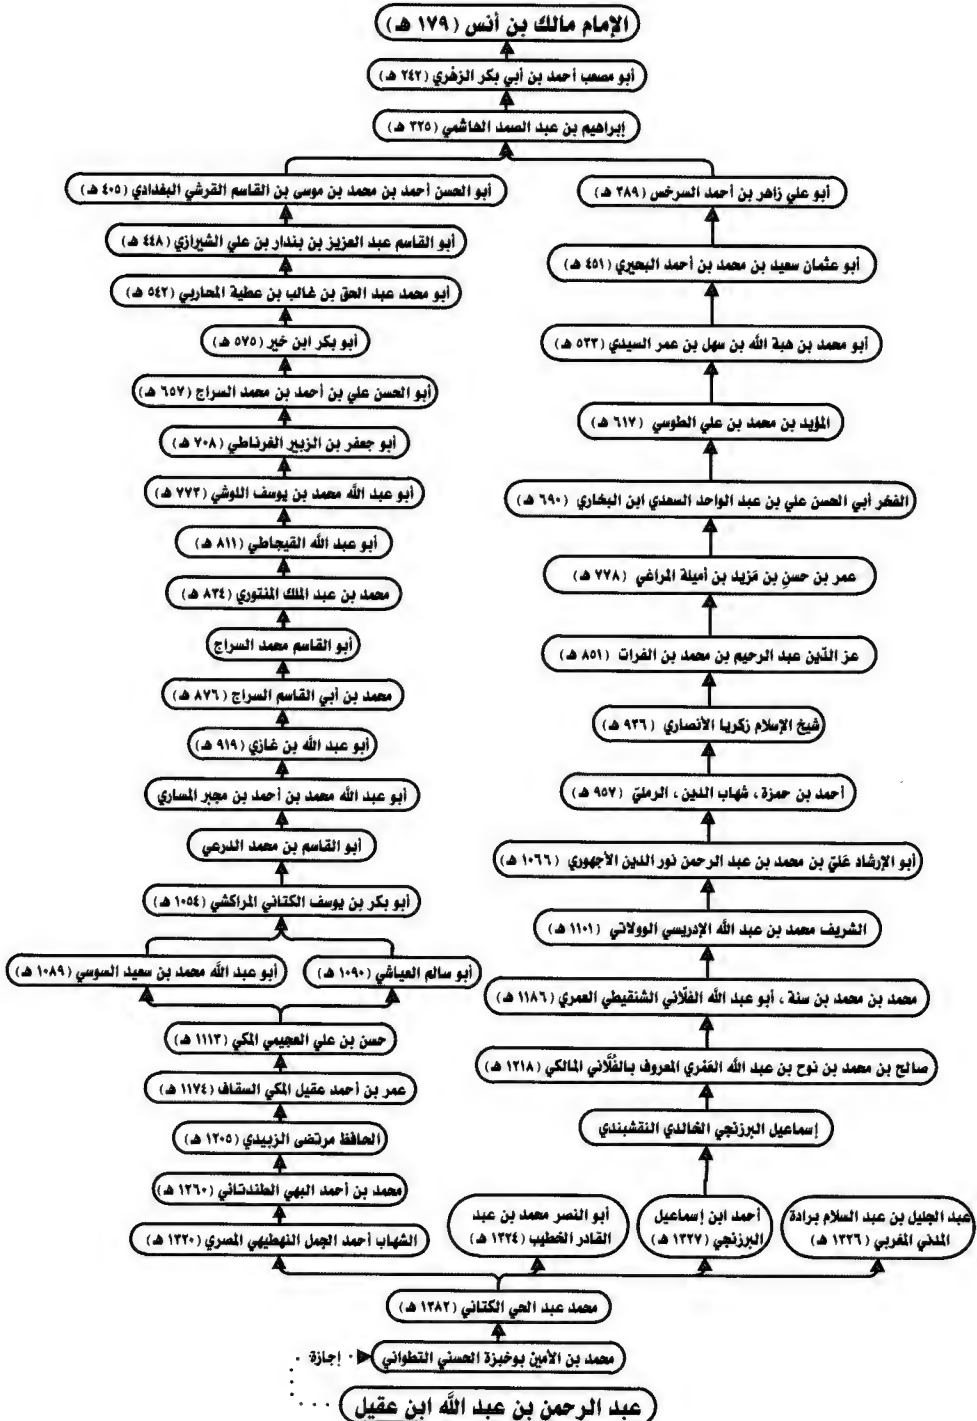 الإمام مالك بن أنس (١٧٩ هـ)
أبو مصعب أحمد بن أبي بكر الزهري (٢٤٢ هـ)
إبراهيم بن عبد الصمد الهاشمي (٣٢٥ هـ)
أبو علي زاهر بن أحمد السرخس (٣٨٩ هـ)
أبو عثمان سعيد بن محمد بن أحمد البحيري (٤٥١ هـ)
أبو محمد بن هبة الله بن سهل بن عمر السيدي (٥٣٣ هـ)
المؤيد بن محمد بن علي الطوسي (٦١٧ هـ)
الفخر أبي الحسن علي بن عبد الواحد السعدي ابن البخاري (٦٩٠ هـ)
عمر بن حسن بن مَزيد بن أميلة المراغي (٧٧٨ هـ)
عز الدّين عبد الرحيم بن محمد بن الفرات (٨٥١ هـ)
شيخ الإسلام زكريا الأنصاري (٩٣٦ هـ)
أحمد بن حمزة ، شهاب الدين ، الرمليّ (٩٥٧ هـ)
أبو الإرشاد عَليّ بن محمد بن عبد الرحمن نور الدين الأجهوري (١٠٦٦ هـ)
الشريف محمد بن عبد الله الإدريسي الوولاتي (١١٠١ هـ)
محمد بن محمد بن سنة ، أبو عبد الله الفلّاني الشنقيطي العمري (١١٨٦ هـ)
صالح بن محمد بن نوح بن عبد الله العَمْري المعروف بالفُلَّاني المالكي (١٢١٨ هـ)
إسماعيل البرزنجي الخالدي النقشبندي
أبو الحسن أحمد بن محمد بن موسى بن القاسم القرشي البغدادي (٤٠٥ هـ)
أبو القاسم عبد العزيز بن بندار بن علي الشيرازي (٤٤٨ هـ)
أبو محمد عبد الحق بن غالب بن عطية المحاربي (٥٤٢ هـ)
أبو بكر ابن خير (٥٧٥ هـ)
أبو الحسن علي بن أحمد بن محمد السراج (٦٥٧ هـ)
أبو جعفر بن الزبير الغرناطي (٧٠٨ هـ)
أبو عبد الله محمد بن يوسف اللوشي (٧٧٣ هـ)
أبو عبد الله القيجاطي (٨١١ هـ)
محمد بن عبد الملك المنتوري (٨٣٤ هـ)
أبو القاسم محمد السراج
محمد بن أبي القاسم السراج (٨٧٦ هـ)
أبو عبد الله بن غازي (٩١٩ هـ)
أبو عبد الله محمد بن أحمد بن مجبر المساري
أبو القاسم بن محمد الدرعي
أبو بكر بن يوسف الكتاني المراكشي (١٠٥٤ هـ)
أبو سالم العياشي (١٠٩٠ هـ)
أبو عبد الله محمد بن سعيد السوسي (١٠٨٩ هـ)
حسن بن علي العجيمي المكي (١١١٣ هـ)
عمر بن أحمد عقيل المكي السقاف (١١٧٤ هـ)
الحافظ مرتضى الزبيدي (١٢٠٥ هـ)
محمد بن أحمد البهي الطندتاني (١٢٦٠ هـ)
عبد الجليل بن عبد السلام برادة
المدني المغربي (١٣٢٦ هـ)
أحمد ابن إسماعيل
البرزنجي (١٣٣٧ هـ)
أبو النصر محمد بن عبد
القادر الخطيب (١٣٢٤ هـ)
الشهاب أحمد الجمل النهطيهي المصري (١٣٢٠ هـ)
محمد عبد الحي الكتاني (١٣٨٢ هـ)
محمد بن الأمين بوخبزة الحسني التطواني
إجازة
عبد الرحمن بن عبد الله ابن عقيل